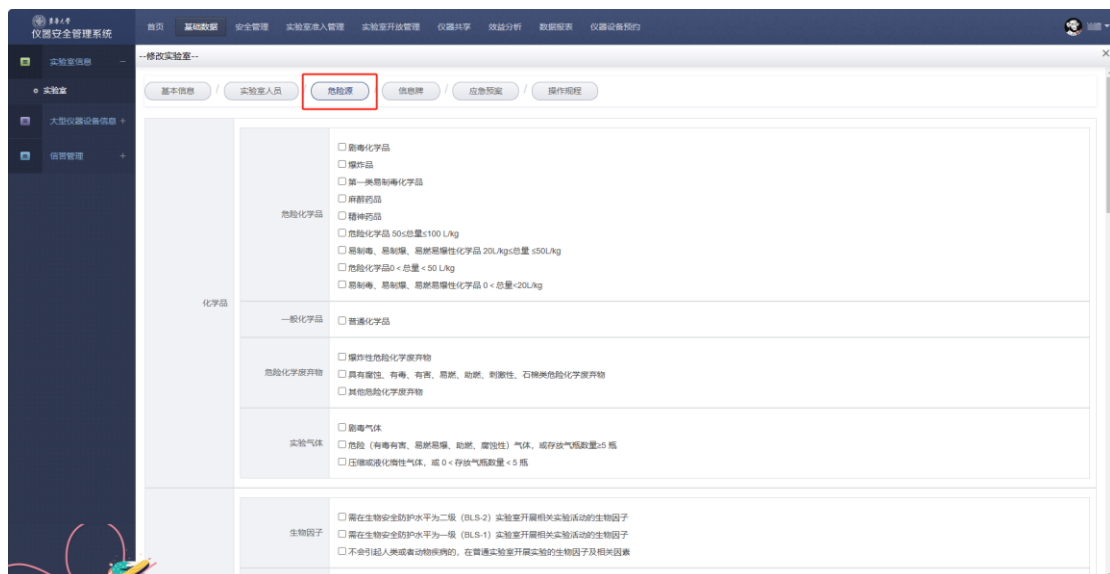 仪器安全管理系统
首页 基础数据 安全管理 实验室准入管理 实验室开放管理 仪器共享 效益分析 数据报表 仪器设备预约
实验室信息 −
实验室
大型仪器设备信息 +
信誉管理 +
--修改实验室--
×
基本信息 / 实验室人员 / 危险源 / 信息牌 / 应急预案 / 操作规程
化学品
危险化学品
剧毒化学品
爆炸品
第一类易制毒化学品
麻醉药品
精神药品
危险化学品 50≤总量≤100 L/kg
易制毒、易制爆、易燃易爆性化学品 20L/kg≤总量 ≤50L/kg
危险化学品0 < 总量 < 50 L/kg
易制毒、易制爆、易燃易爆性化学品 0 < 总量<20L/kg
一般化学品
普通化学品
危险化学废弃物
爆炸性危险化学废弃物
具有腐蚀、有毒、有害、易燃、助燃、刺激性、石棉类危险化学废弃物
其他危险化学废弃物
实验气体
剧毒气体
危险（有毒有害、易燃易爆、助燃、腐蚀性）气体，或存放气瓶数量≥5 瓶
压缩或液化惰性气体，或 0 < 存放气瓶数量 < 5 瓶
生物因子
需在生物安全防护水平为二级（BLS-2）实验室开展相关实验活动的生物因子
需在生物安全防护水平为一级（BLS-1）实验室开展相关实验活动的生物因子
不会引起人类或者动物疾病的，在普通实验室开展实验的生物因子及相关因素